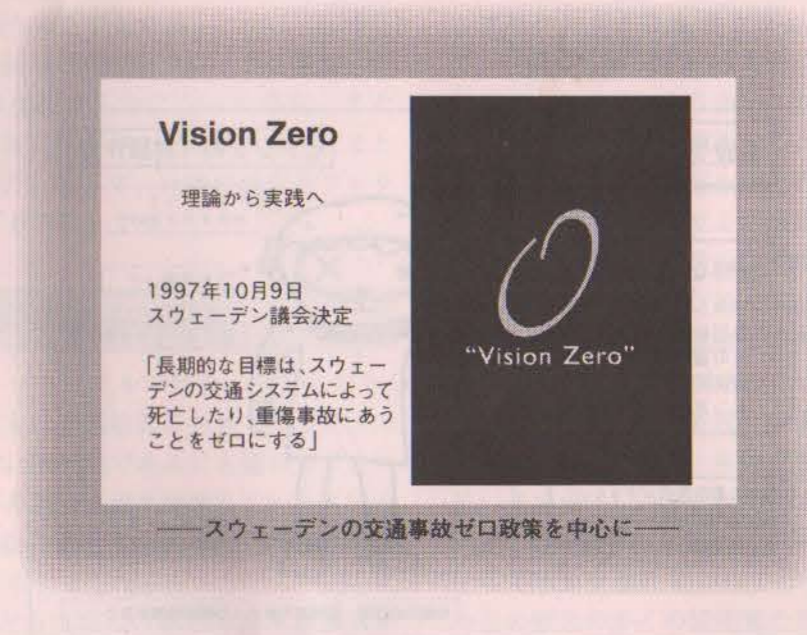 Vision Zero
理論から実践へ
1997年10月9日
スウェーデン議会決定
「長期的な目標は、スウェー
デンの交通システムによって
死亡したり、重傷事故にあう
ことをゼロにする」
“Vision Zero”
——スウェーデンの交通事故ゼロ政策を中心に——